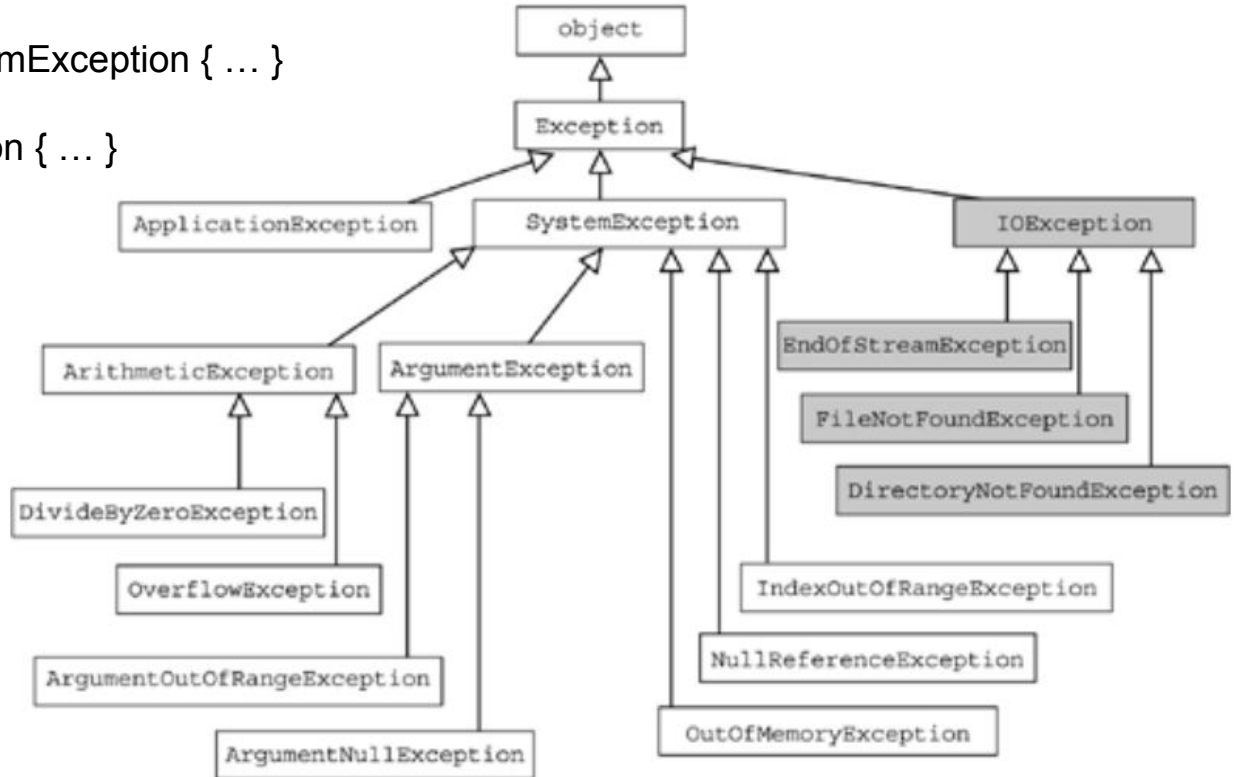 object
mException { … }
Exception
on { … }
ApplicationException
SystemException
IOException
EndOfStreamException
ArithmeticException
ArgumentException
FileNotFoundException
DirectoryNotFoundException
DivideByZeroException
OverflowException
IndexOutOfRangeException
NullReferenceException
ArgumentOutOfRangeException
OutOfMemoryException
ArgumentNullException